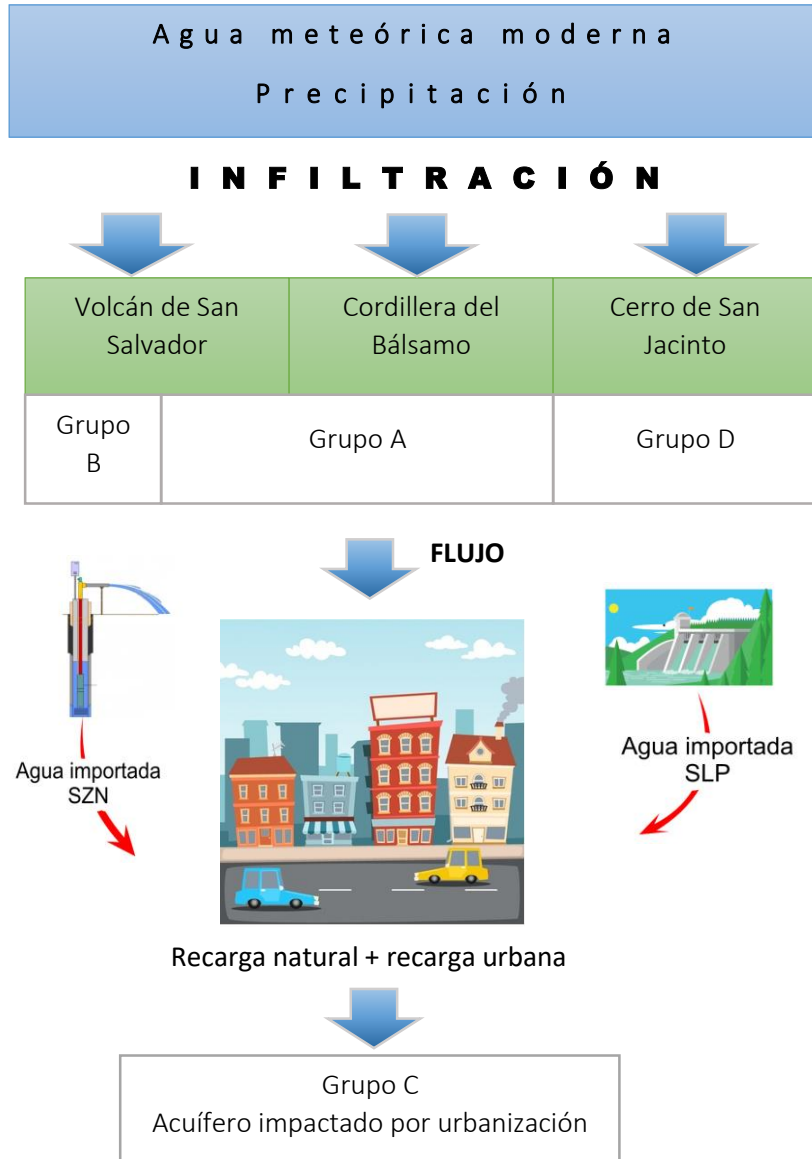 Agua meteórica moderna
Precipitación
INFILTRACIÓN
Volcán de San
Salvador
Cordillera del
Bálsamo
Cerro de San
Jacinto
Grupo
B
Grupo A
Grupo D
FLUJO
Agua importada
SZN
Agua importada
SLP
Recarga natural + recarga urbana
Grupo C
Acuífero impactado por urbanización